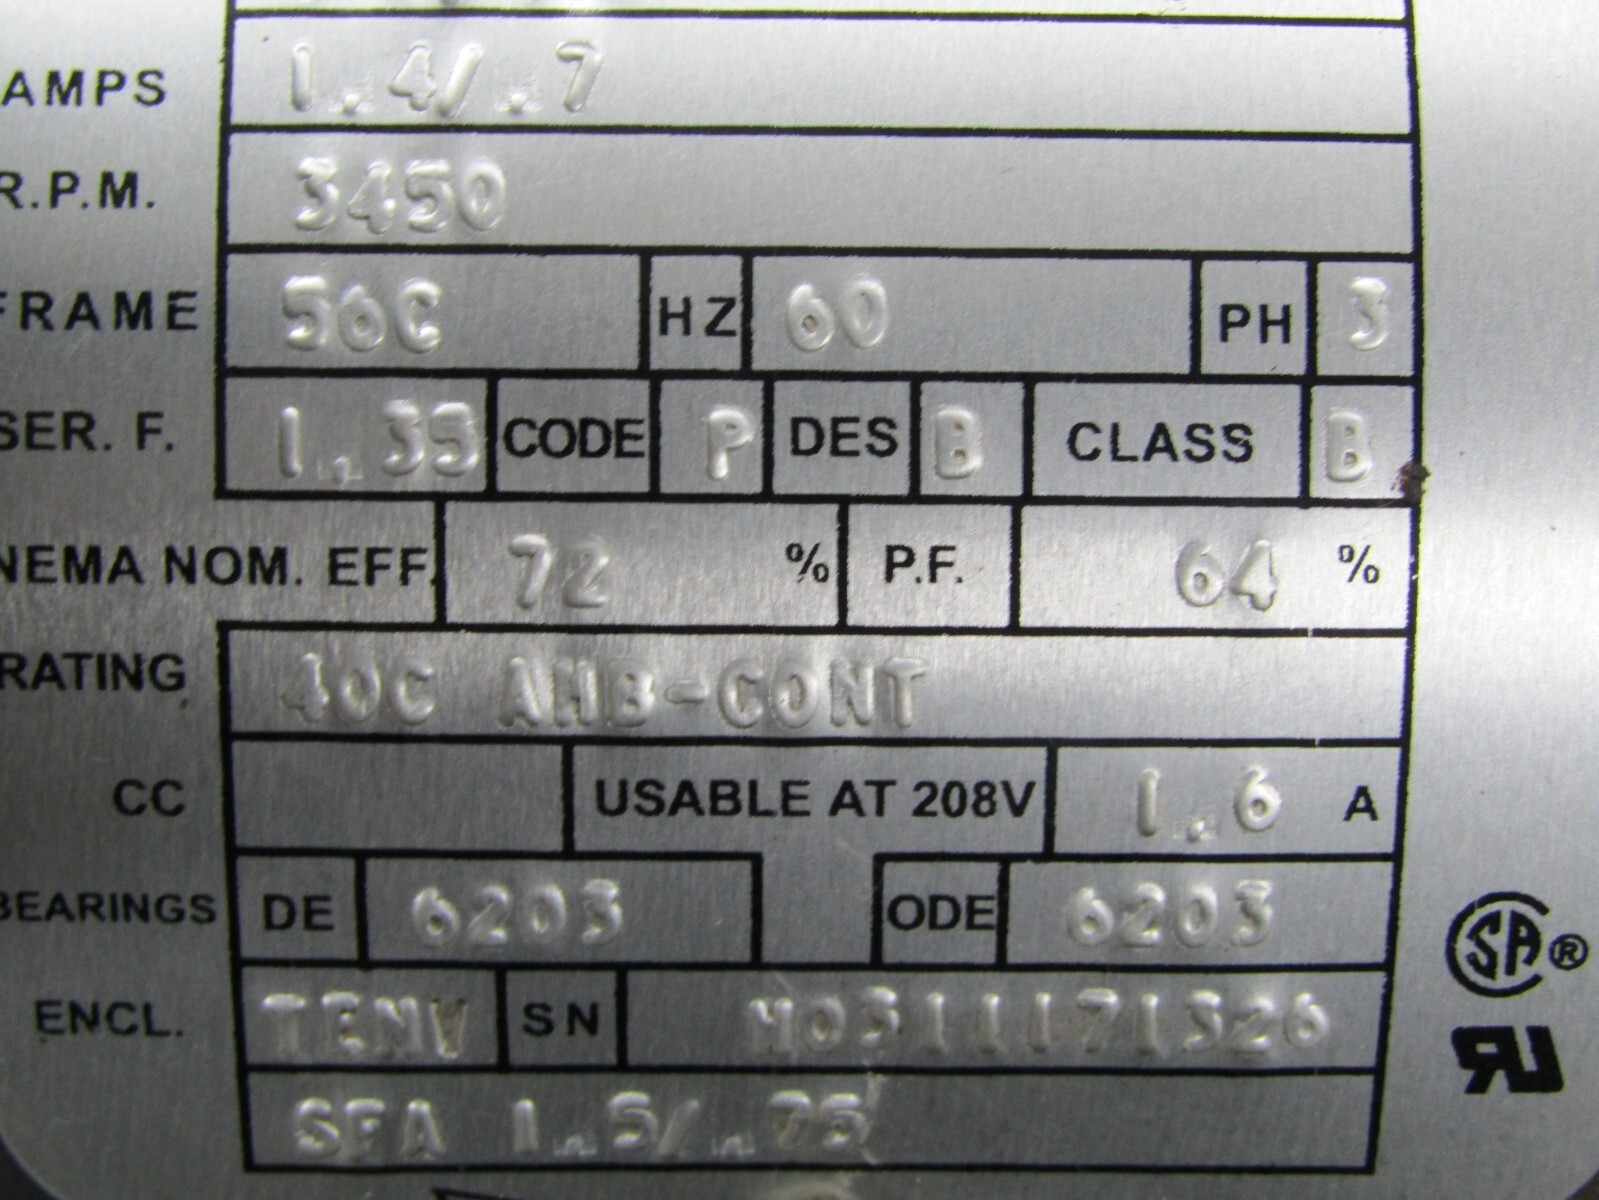 AMPS 1.4/.7
R.P.M. 3450
FRAME 56C HZ 60 PH 3
SER. F. 1.35 CODE P DES B CLASS B
NEMA NOM. EFF. 72 % P.F. 64 %
RATING 40C AMB-CONT
CC USABLE AT 208V 1.6 A
BEARINGS DE 6203 ODE 6203
ENCL. TENV SN M0311171326
SFA 1.5/.75
SA®
UR